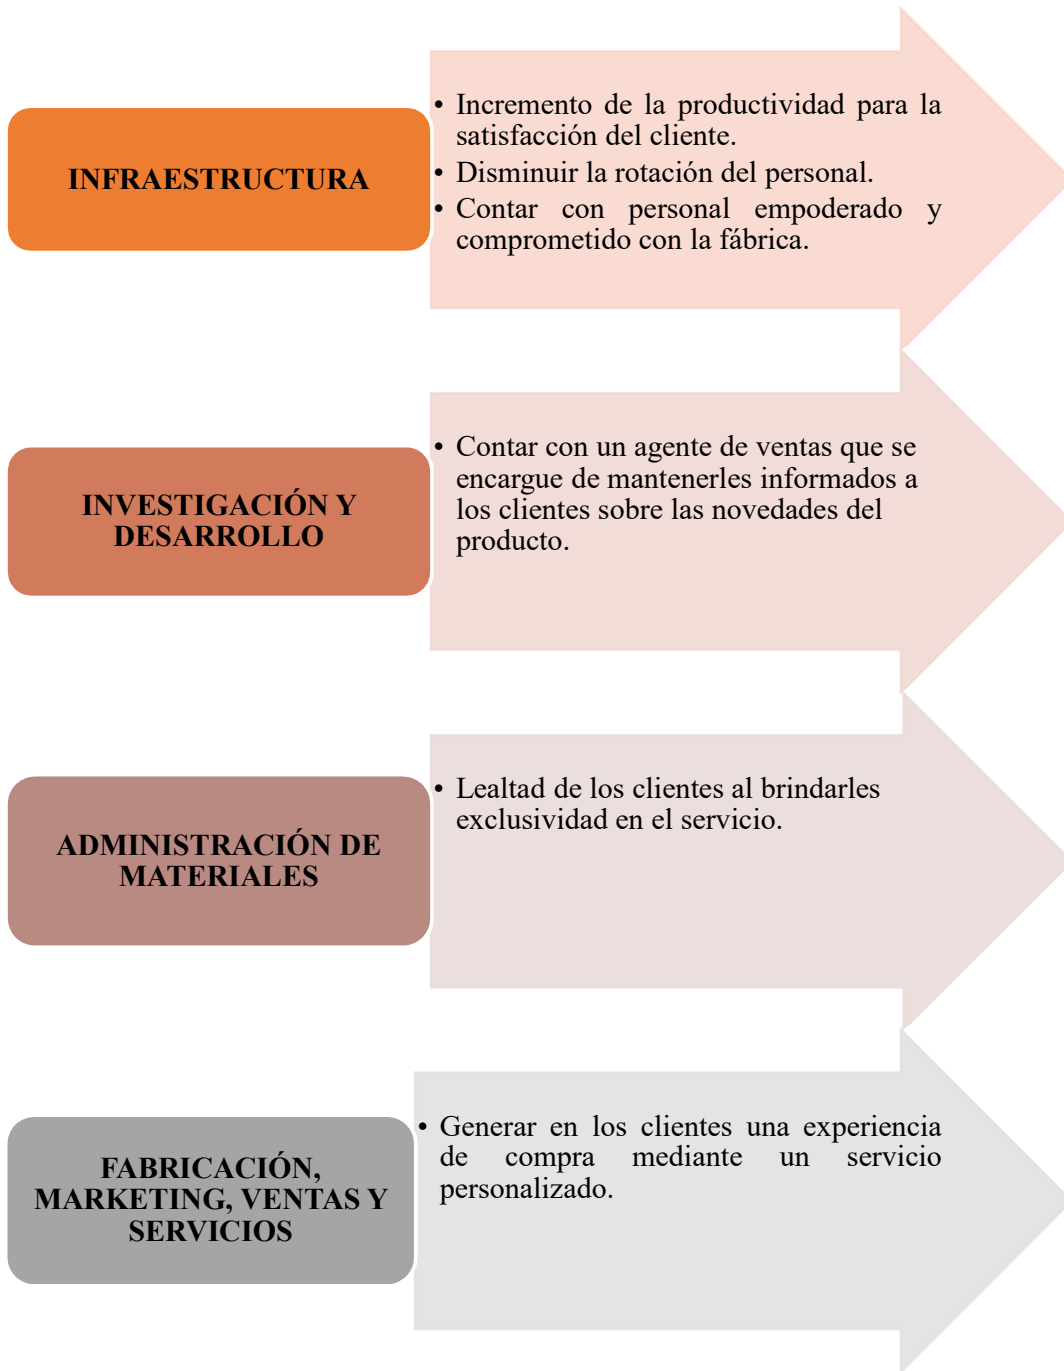 INFRAESTRUCTURA
• Incremento de la productividad para la
satisfacción del cliente.
• Disminuir la rotación del personal.
• Contar con personal empoderado y
comprometido con la fábrica.
INVESTIGACIÓN Y
DESARROLLO
• Contar con un agente de ventas que se
encargue de mantenerles informados a
los clientes sobre las novedades del
producto.
ADMINISTRACIÓN DE
MATERIALES
• Lealtad de los clientes al brindarles
exclusividad en el servicio.
FABRICACIÓN,
MARKETING, VENTAS Y
SERVICIOS
• Generar en los clientes una experiencia
de compra mediante un servicio
personalizado.